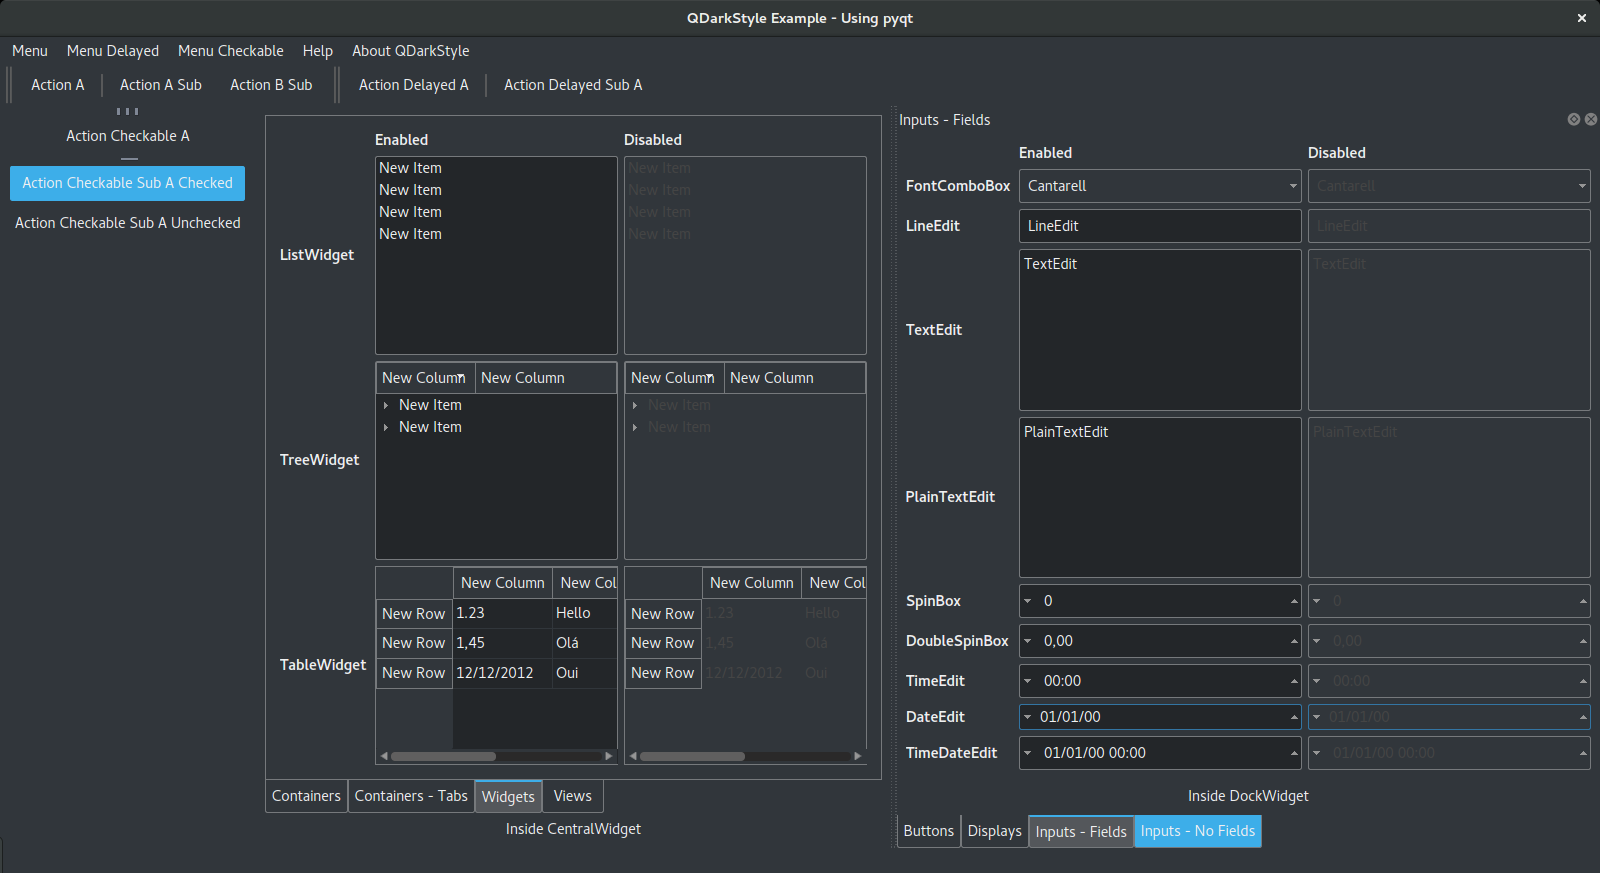 QDarkStyle Example - Using pyqt
Menu Menu Delayed Menu Checkable Help About QDarkStyle
Action A Action A Sub Action B Sub Action Delayed A Action Delayed Sub A
Action Checkable A
Action Checkable Sub A Checked
Action Checkable Sub A Unchecked
Enabled Disabled
ListWidget
New Item
New Item
New Item
New Item
New Item
New Item
New Item
New Item
TreeWidget
New Column New Column
New Item
New Item
New Column New Column
New Item
New Item
TableWidget
New Column New Col
New Row 1.23 Hello
New Row 1,45 Olá
New Row 12/12/2012 Oui
New Column New Col
New Row 1.23 Hello
New Row 1,45 Olá
New Row 12/12/2012 Oui
Containers Containers - Tabs Widgets Views
Inside CentralWidget
Inputs - Fields
Enabled Disabled
FontComboBox Cantarell Cantarell
LineEdit LineEdit LineEdit
TextEdit TextEdit TextEdit
PlainTextEdit PlainTextEdit PlainTextEdit
SpinBox 0 0
DoubleSpinBox 0,00 0,00
TimeEdit 00:00 00:00
DateEdit 01/01/00 01/01/00
TimeDateEdit 01/01/00 00:00 01/01/00 00:00
Inside DockWidget
Buttons Displays Inputs - Fields Inputs - No Fields